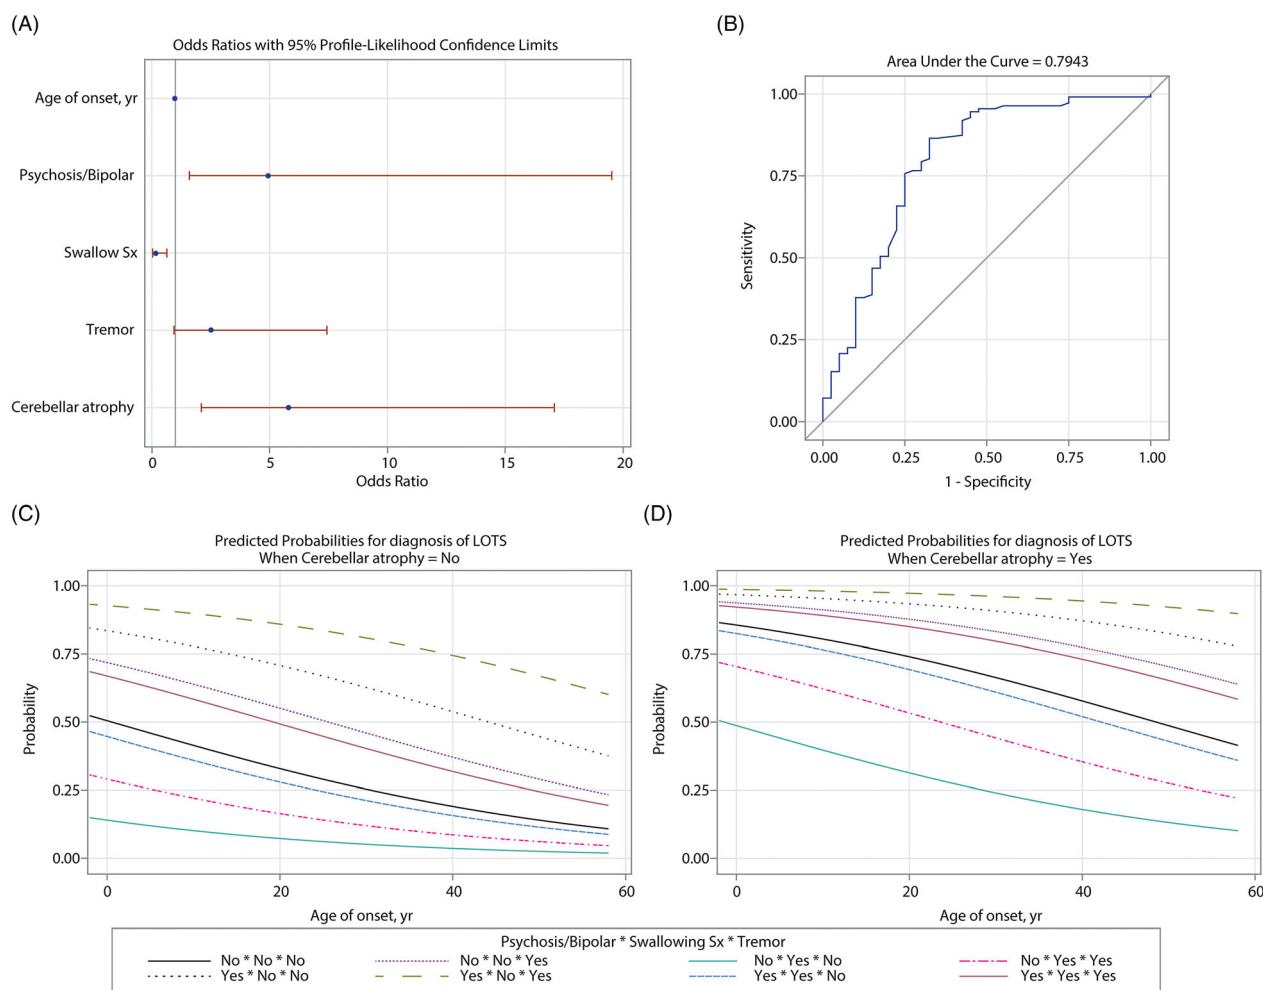 (A)
Odds Ratios with 95% Profile-Likelihood Confidence Limits
Age of onset, yr
Psychosis/Bipolar
Swallow Sx
Tremor
Cerebellar atrophy
0 5 10 15 20
Odds Ratio
(B)
Area Under the Curve = 0.7943
1.00
0.75
0.50
0.25
0.00
Sensitivity
0.00 0.25 0.50 0.75 1.00
1 - Specificity
(C)
Predicted Probabilities for diagnosis of LOTS
When Cerebellar atrophy = No
1.00
0.75
0.50
0.25
0.00
Probability
0 20 40 60
Age of onset, yr
(D)
Predicted Probabilities for diagnosis of LOTS
When Cerebellar atrophy = Yes
1.00
0.75
0.50
0.25
0.00
Probability
0 20 40 60
Age of onset, yr
Psychosis/Bipolar * Swallowing Sx * Tremor
No * No * No No * No * Yes No * Yes * No No * Yes * Yes
Yes * No * No Yes * No * Yes Yes * Yes * No Yes * Yes * Yes